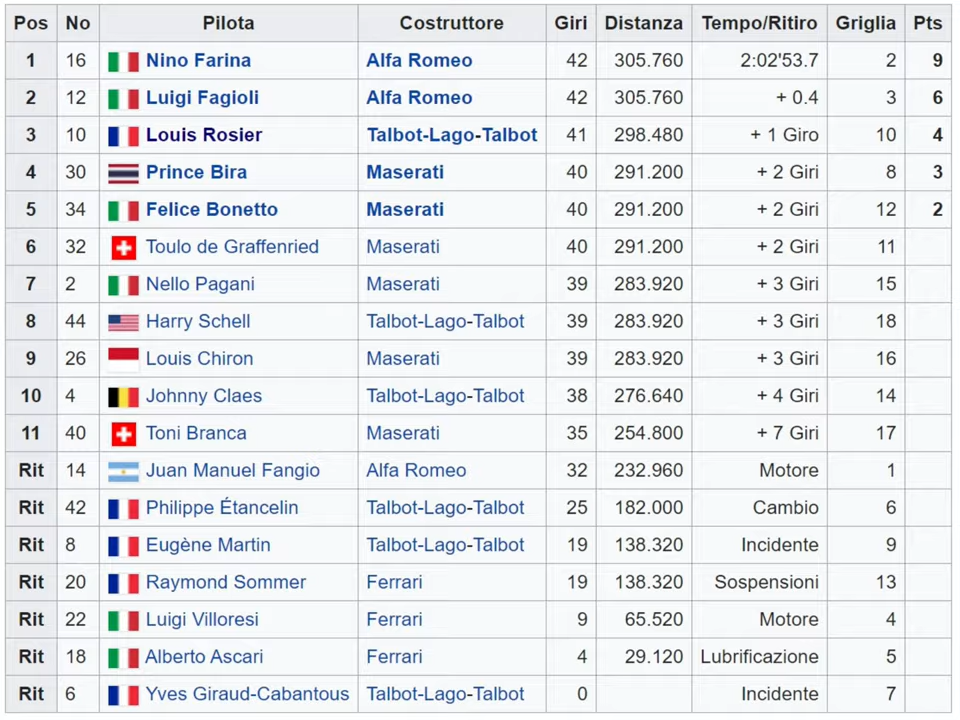 Pos No Pilota Costruttore Giri Distanza Tempo/Ritiro Griglia Pts
1 16 Nino Farina Alfa Romeo 42 305.760 2:02'53.7 2 9
2 12 Luigi Fagioli Alfa Romeo 42 305.760 + 0.4 3 6
3 10 Louis Rosier Talbot-Lago-Talbot 41 298.480 + 1 Giro 10 4
4 30 Prince Bira Maserati 40 291.200 + 2 Giri 8 3
5 34 Felice Bonetto Maserati 40 291.200 + 2 Giri 12 2
6 32 Toulo de Graffenried Maserati 40 291.200 + 2 Giri 11
7 2 Nello Pagani Maserati 39 283.920 + 3 Giri 15
8 44 Harry Schell Talbot-Lago-Talbot 39 283.920 + 3 Giri 18
9 26 Louis Chiron Maserati 39 283.920 + 3 Giri 16
10 4 Johnny Claes Talbot-Lago-Talbot 38 276.640 + 4 Giri 14
11 40 Toni Branca Maserati 35 254.800 + 7 Giri 17
Rit 14 Juan Manuel Fangio Alfa Romeo 32 232.960 Motore 1
Rit 42 Philippe Étancelin Talbot-Lago-Talbot 25 182.000 Cambio 6
Rit 8 Eugène Martin Talbot-Lago-Talbot 19 138.320 Incidente 9
Rit 20 Raymond Sommer Ferrari 19 138.320 Sospensioni 13
Rit 22 Luigi Villoresi Ferrari 9 65.520 Motore 4
Rit 18 Alberto Ascari Ferrari 4 29.120 Lubrificazione 5
Rit 6 Yves Giraud-Cabantous Talbot-Lago-Talbot 0 Incidente 7